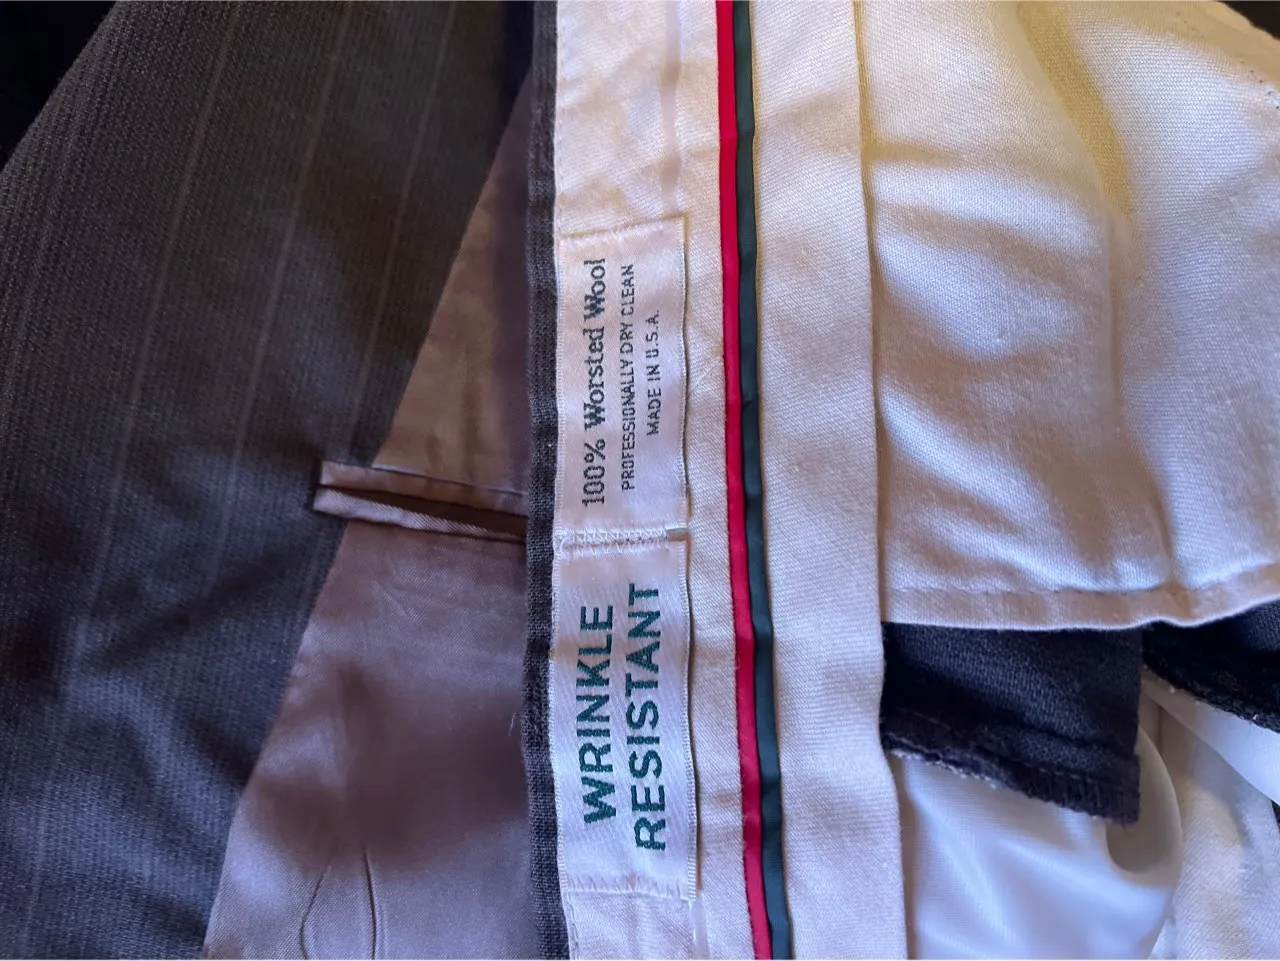 100% Worsted Wool
PROFESSIONALLY DRY CLEAN
MADE IN U.S.A.
WRINKLE
RESISTANT